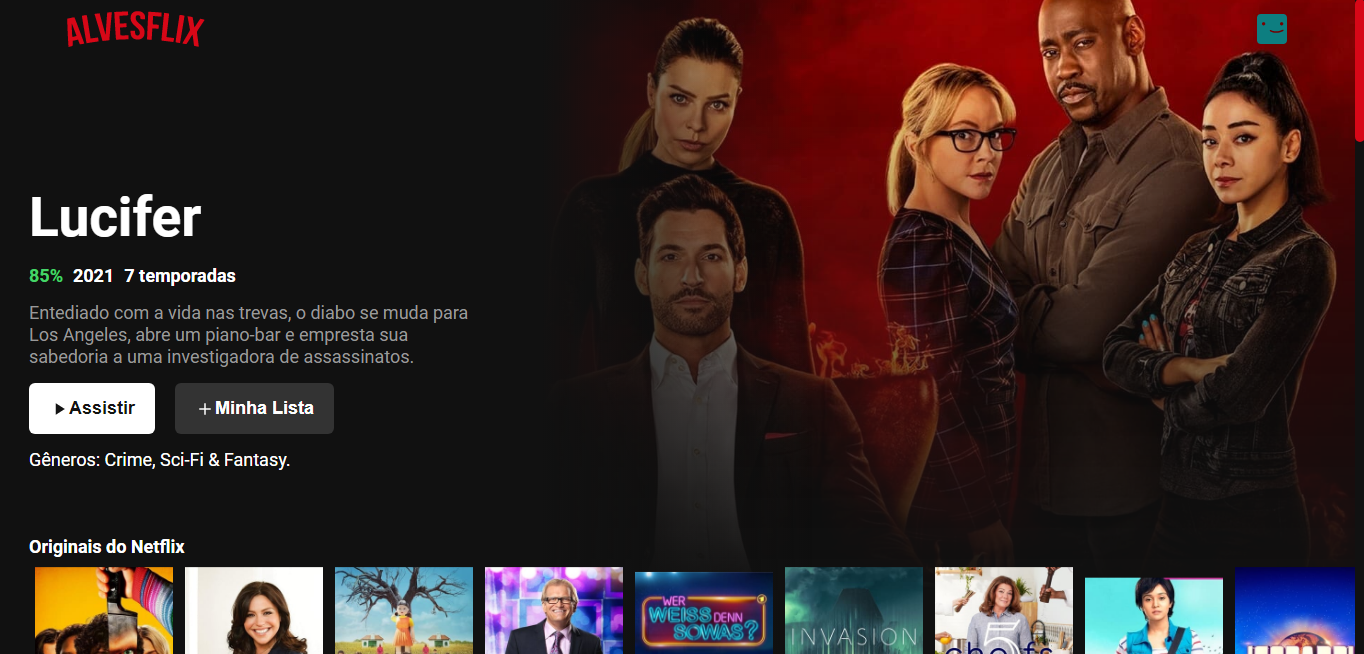 ALVESFLIX
Lucifer
85% 2021 7 temporadas
Entediado com a vida nas trevas, o diabo se muda para
Los Angeles, abre um piano-bar e empresta sua
sabedoria a uma investigadora de assassinatos.
Assistir
+Minha Lista
Gêneros: Crime, Sci-Fi & Fantasy.
Originais do Netflix
WER
WEISS DENN
SOWAS?
INVASION
5
chefs